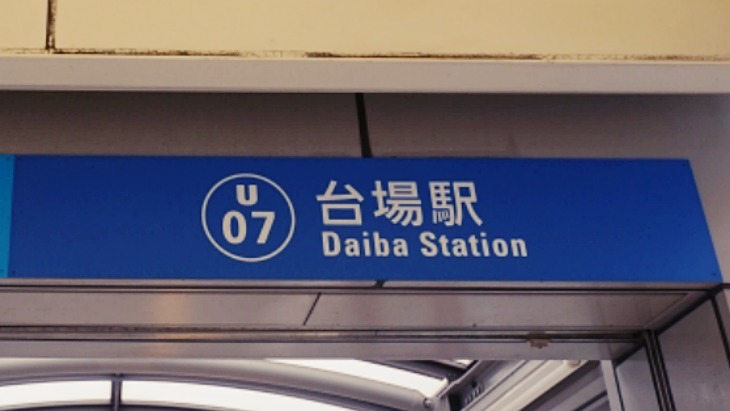 U
07
台場駅
Daiba Station